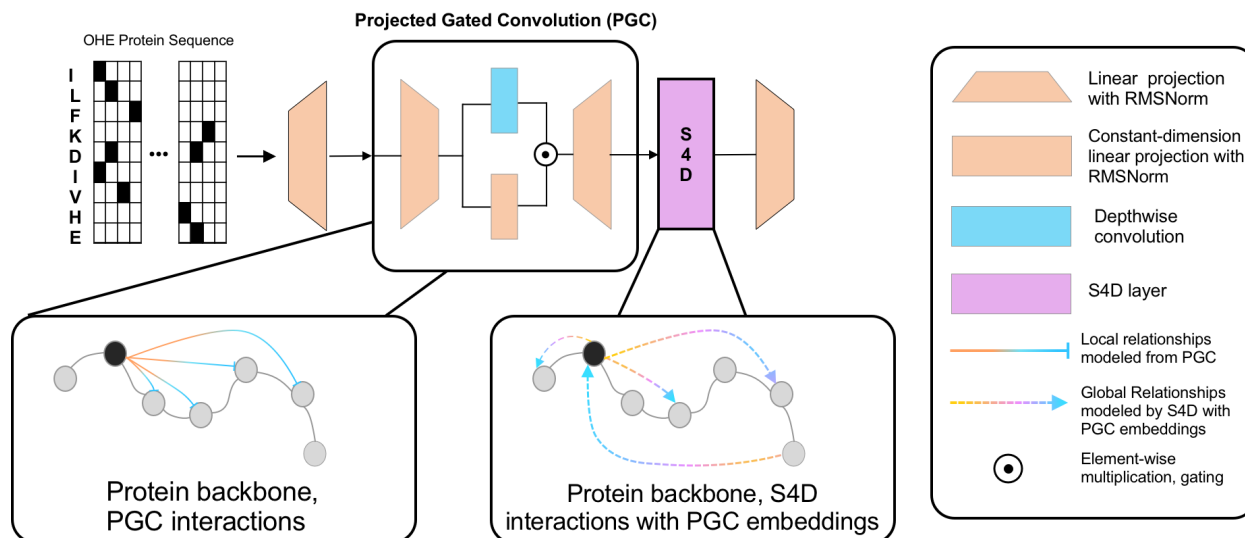 Projected Gated Convolution (PGC)
OHE Protein Sequence
I
L
F
K
D
I
V
H
E
...
S
4
D
Linear projection
with RMSNorm
Constant-dimension
linear projection with
RMSNorm
Depthwise
convolution
S4D layer
Local relationships
modeled from PGC
Global Relationships
modeled by S4D with
PGC embeddings
Element-wise
multiplication, gating
Protein backbone,
PGC interactions
Protein backbone, S4D
interactions with PGC embeddings